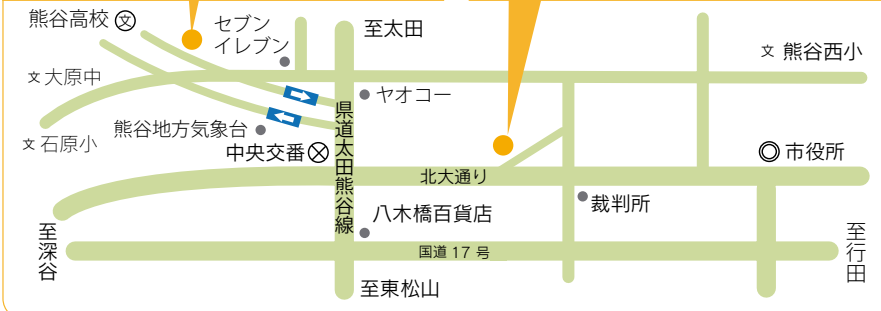 熊谷高校 文
セブン
イレブン
至太田
文 熊谷西小
文 大原中
ヤオコー
熊谷地方気象台
文 石原小
中央交番
県道太田熊谷線
市役所
北大通り
裁判所
八木橋百貨店
至深谷
国道 17 号
至行田
至東松山